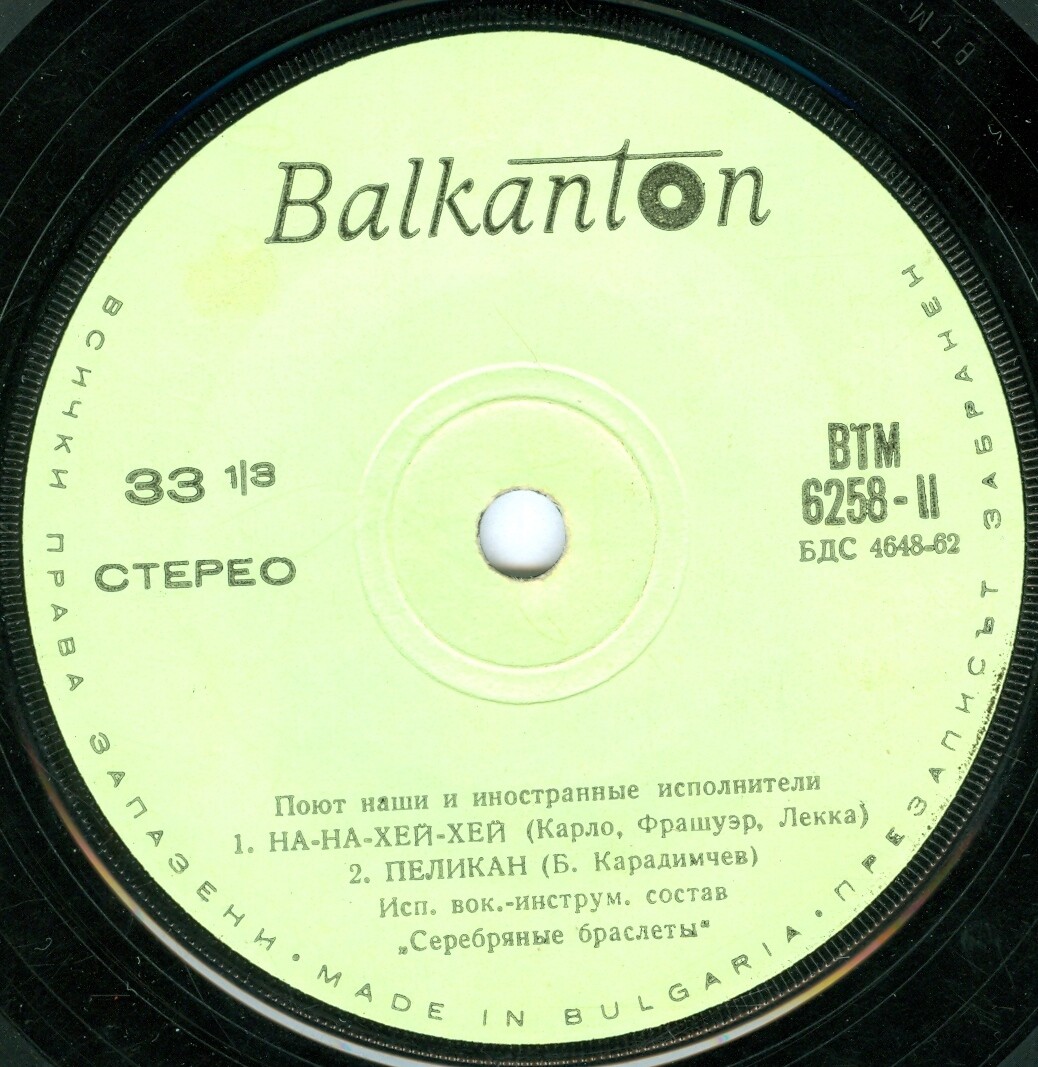 Balkanton
ВСИЧКИ ПРАВА ЗАПАЗЕНИ • MADE IN BULGARIA • ПРЕЗАПИСЪТ ЗАБРАНЕН
33 1/3
СТЕРЕО
ВТМ
6258-II
БДС 4648-62
Поют наши и иностранные исполнители
1. НА-НА-ХЕЙ-ХЕЙ (Карло, Фрашуэр, Лекка)
2. ПЕЛИКАН (Б. Карадимчев)
Исп. вок.-инструм. состав
„Серебряные браслеты“
ВТМ